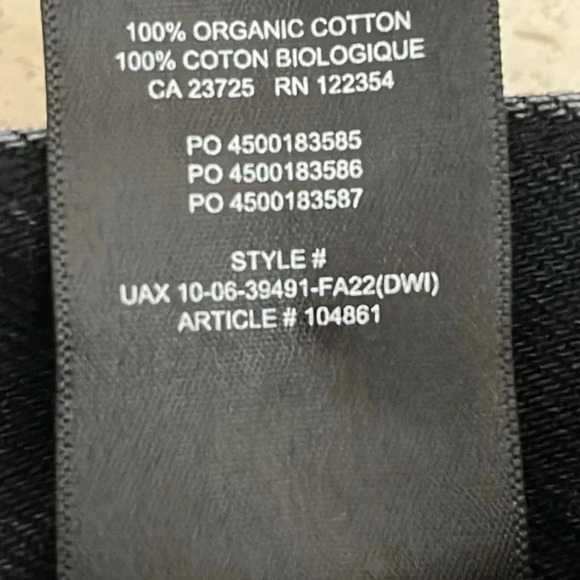 100% ORGANIC COTTON
100% COTON BIOLOGIQUE
CA 23725 RN 122354
PO 4500183585
PO 4500183586
PO 4500183587
STYLE #
UAX 10-06-39491-FA22(DWI)
ARTICLE # 104861